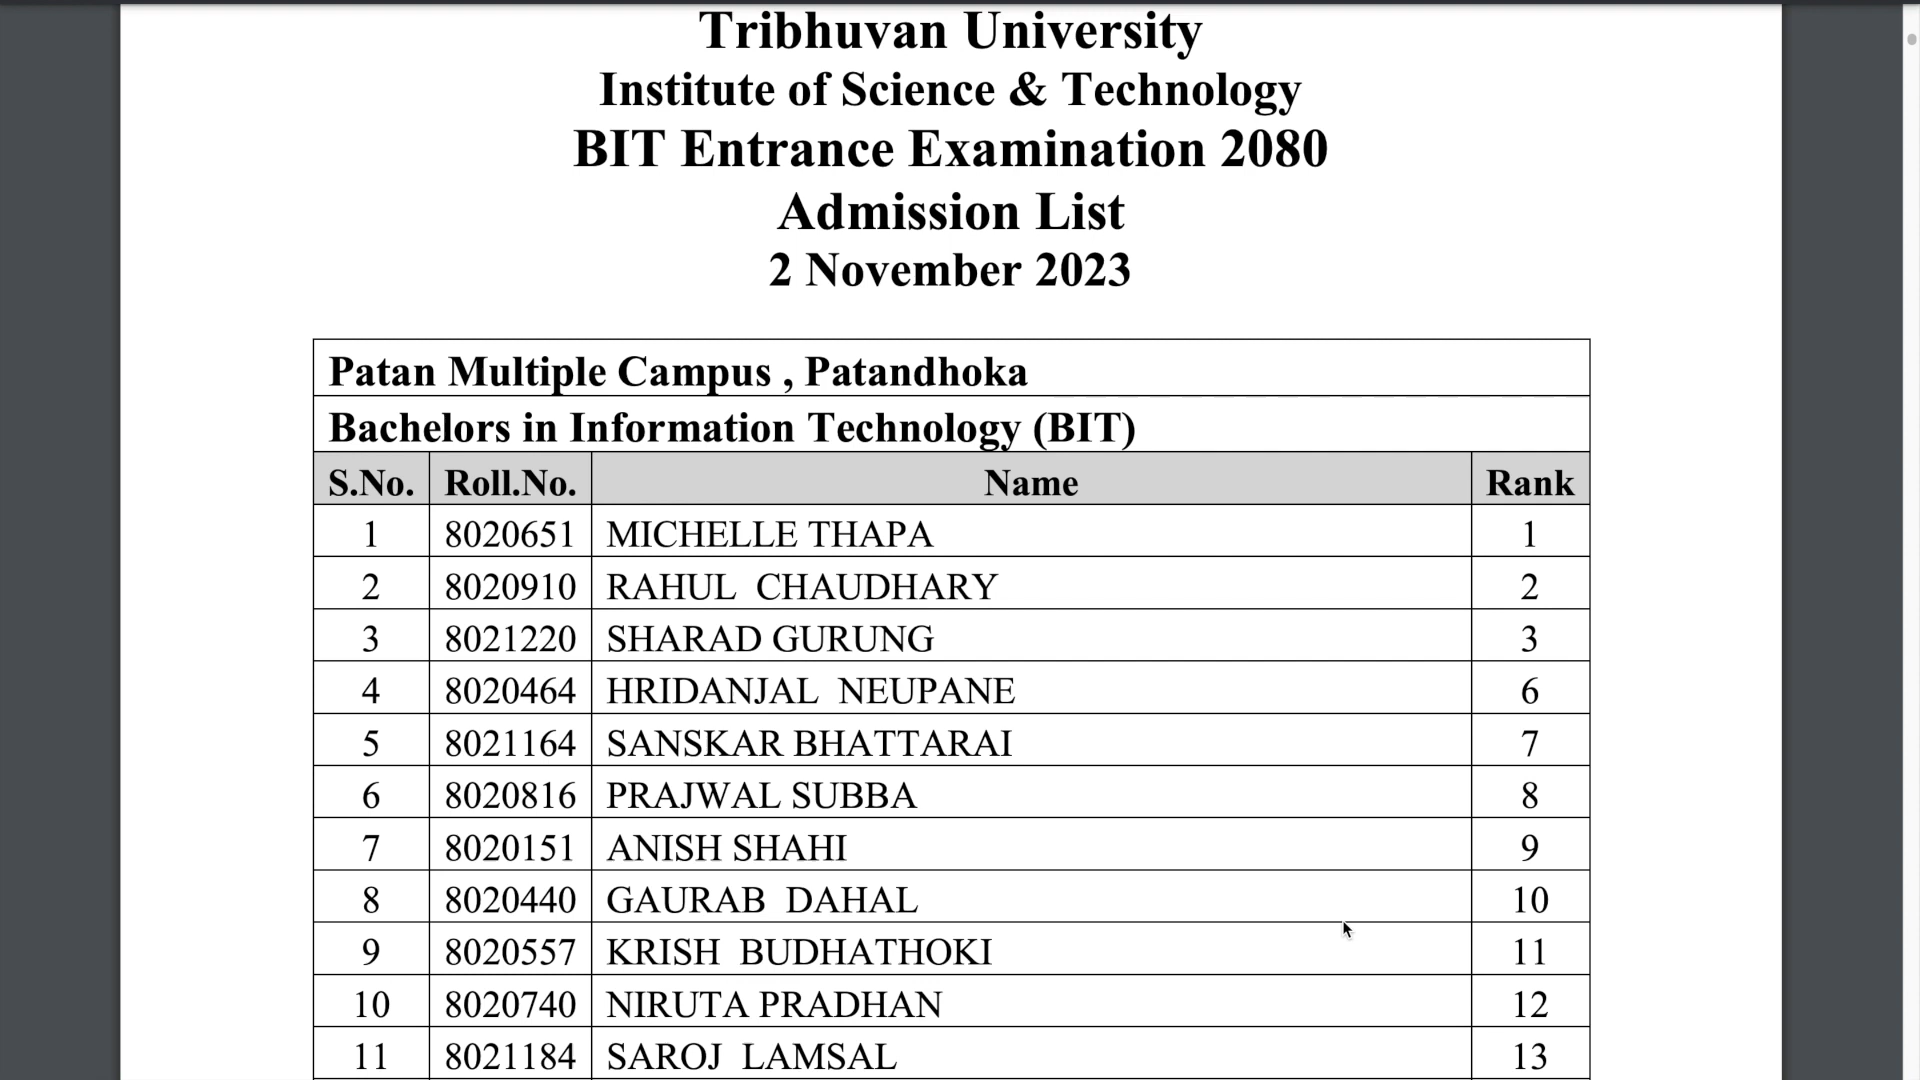 Tribhuvan University
Institute of Science & Technology
BIT Entrance Examination 2080
Admission List
2 November 2023
Patan Multiple Campus , Patandhoka
Bachelors in Information Technology (BIT)
S.No. Roll.No. Name Rank
1 8020651 MICHELLE THAPA 1
2 8020910 RAHUL CHAUDHARY 2
3 8021220 SHARAD GURUNG 3
4 8020464 HRIDANJAL NEUPANE 6
5 8021164 SANSKAR BHATTARAI 7
6 8020816 PRAJWAL SUBBA 8
7 8020151 ANISH SHAHI 9
8 8020440 GAURAB DAHAL 10
9 8020557 KRISH BUDHATHOKI 11
10 8020740 NIRUTA PRADHAN 12
11 8021184 SAROJ LAMSAL 13